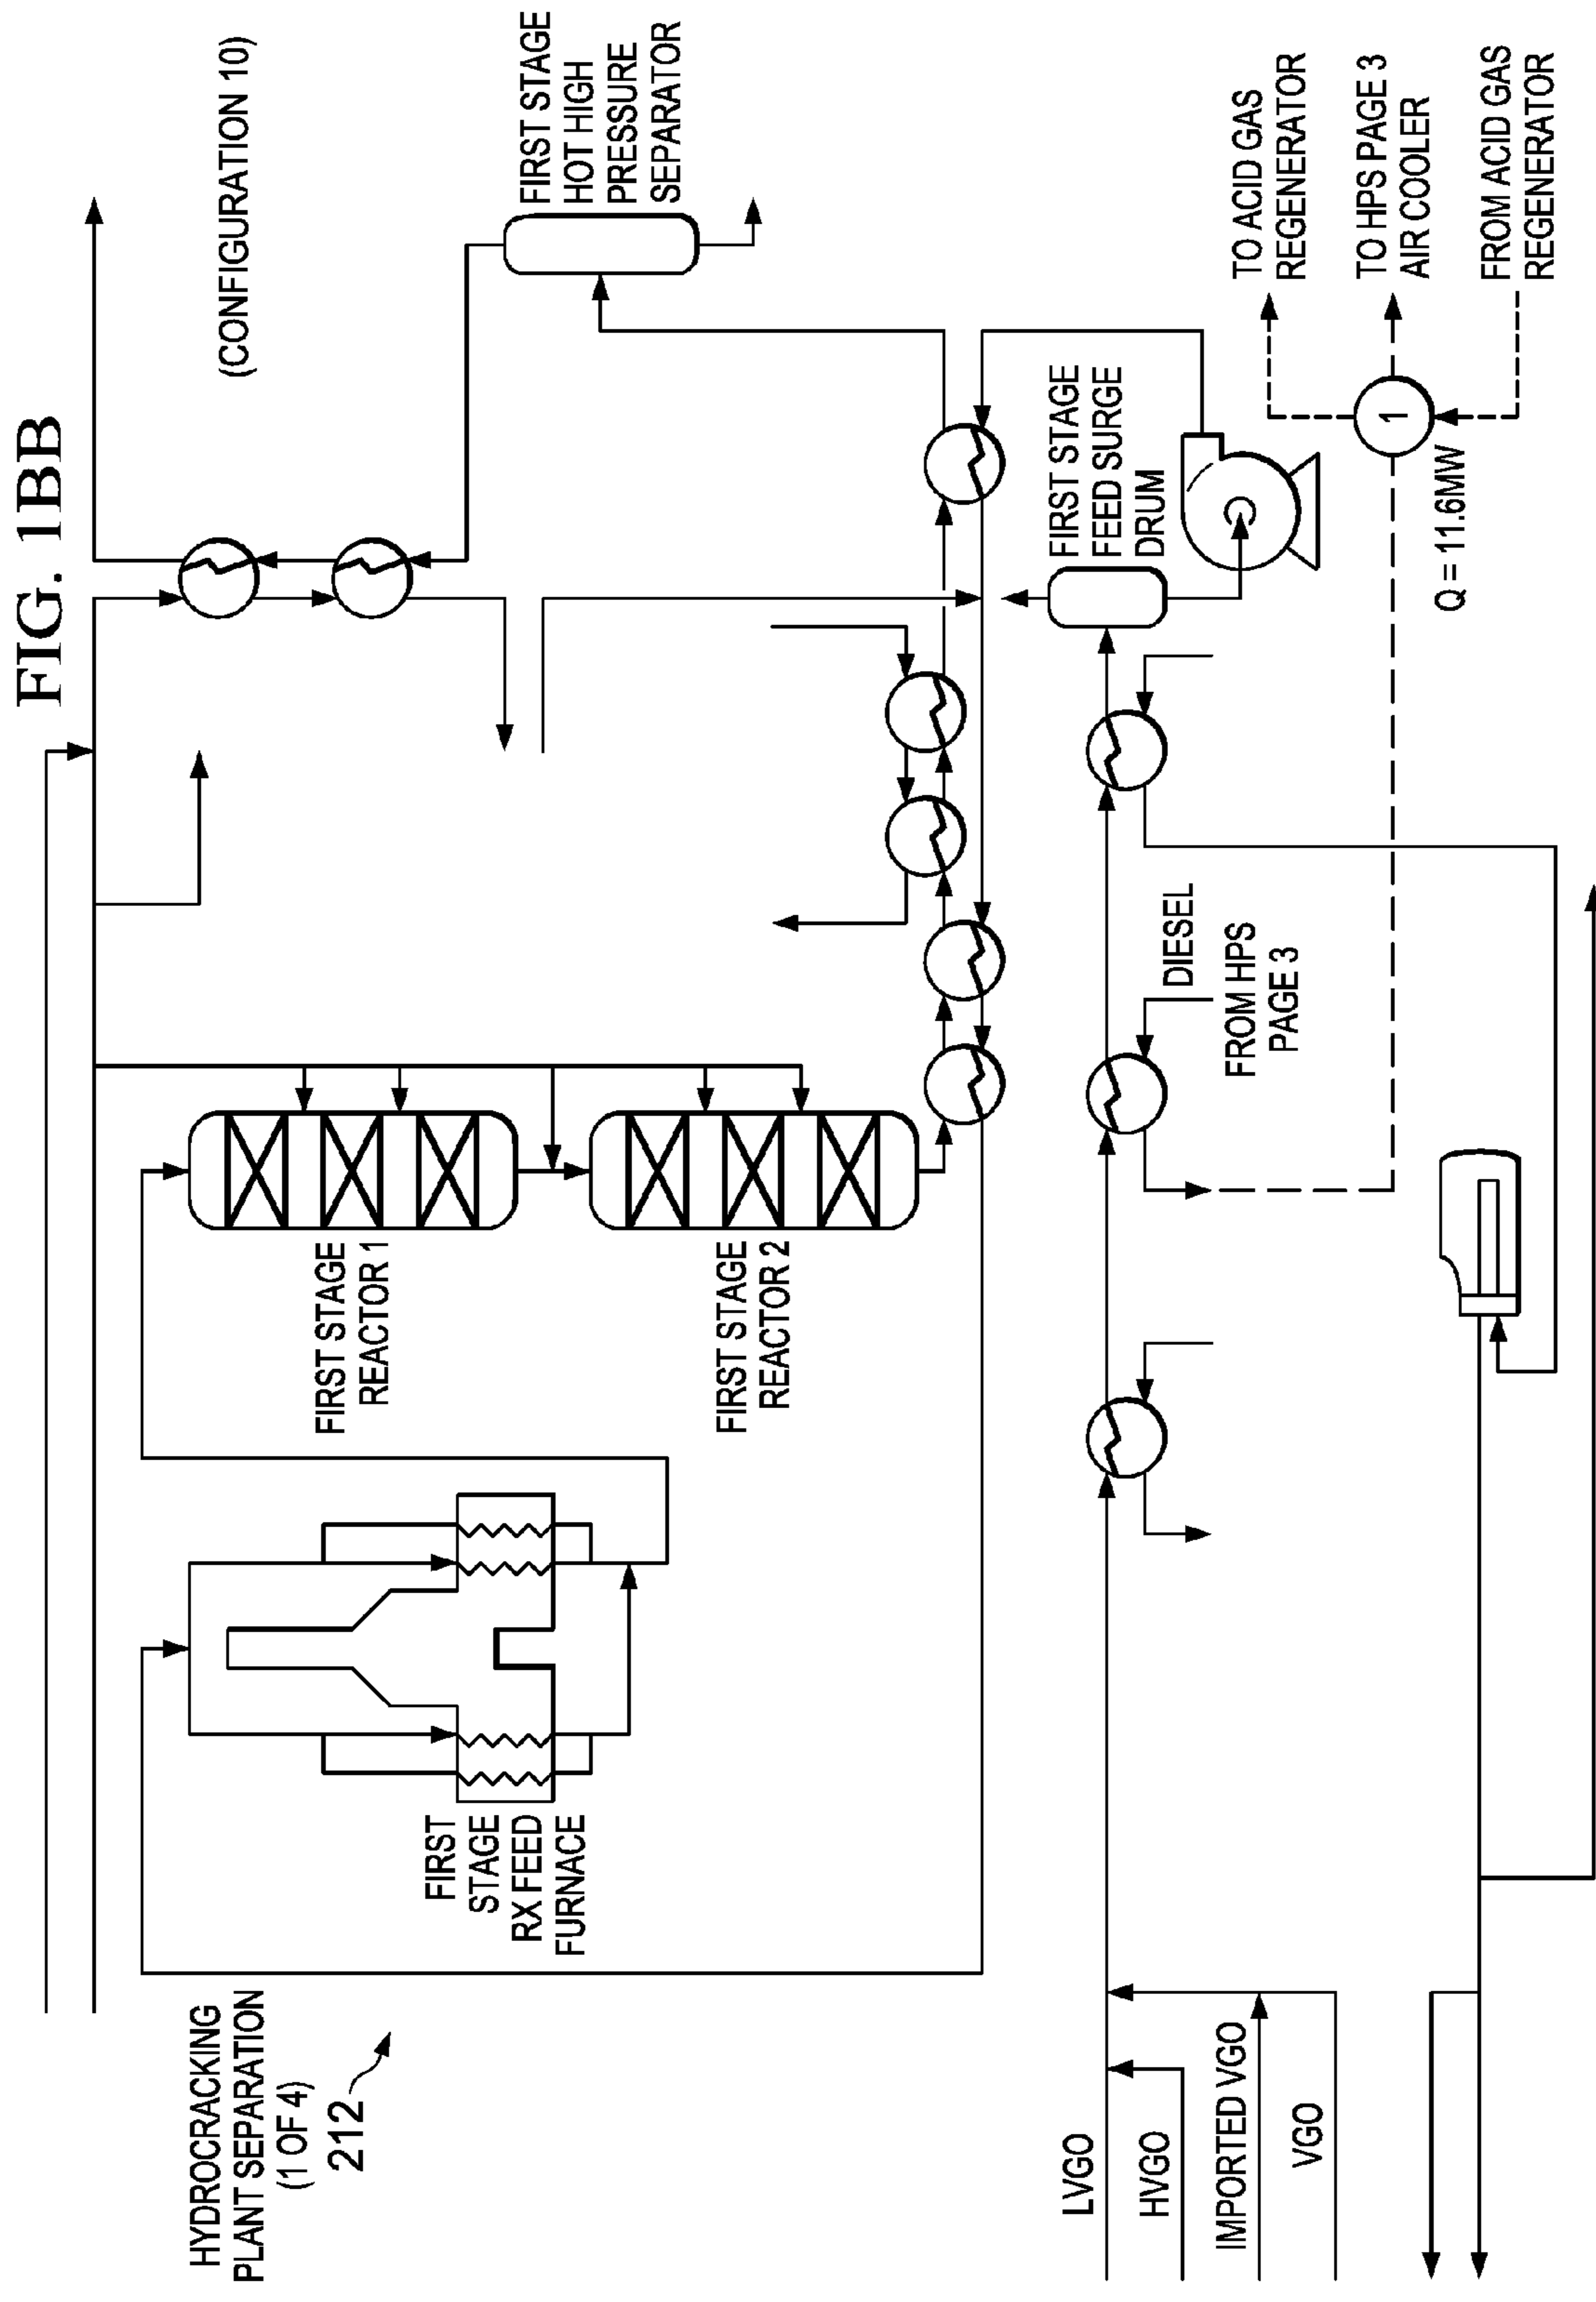 FIG. 1BB
HYDROCRACKING
PLANT SEPARATION
(1 OF 4)
212
(CONFIGURATION 10)
FIRST
STAGE
RX FEED
FURNACE
FIRST STAGE
REACTOR 1
FIRST STAGE
REACTOR 2
FIRST STAGE
HOT HIGH
PRESSURE
SEPARATOR
FIRST STAGE
FEED SURGE
DRUM
LVGO
HVGO
IMPORTED VGO
VGO
DIESEL
FROM HPS
PAGE 3
Q = 11.6MW
1
TO ACID GAS
REGENERATOR
TO HPS PAGE 3
AIR COOLER
FROM ACID GAS
REGENERATOR